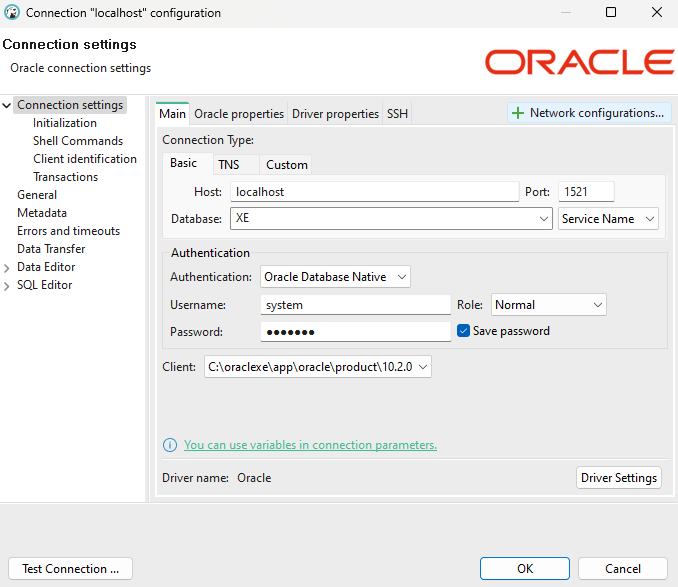 Connection "localhost" configuration
Connection settings
Oracle connection settings
ORACLE
Connection settings
Initialization
Shell Commands
Client identification
Transactions
General
Metadata
Errors and timeouts
Data Transfer
Data Editor
SQL Editor
Main Oracle properties Driver properties SSH Network configurations...
Connection Type:
Basic TNS Custom
Host: localhost Port: 1521
Database: XE Service Name
Authentication
Authentication: Oracle Database Native
Username: system Role: Normal
Password: ••••••• Save password
Client: C:\oraclexe\app\oracle\product\10.2.0
You can use variables in connection parameters.
Driver name: Oracle Driver Settings
Test Connection ... OK Cancel